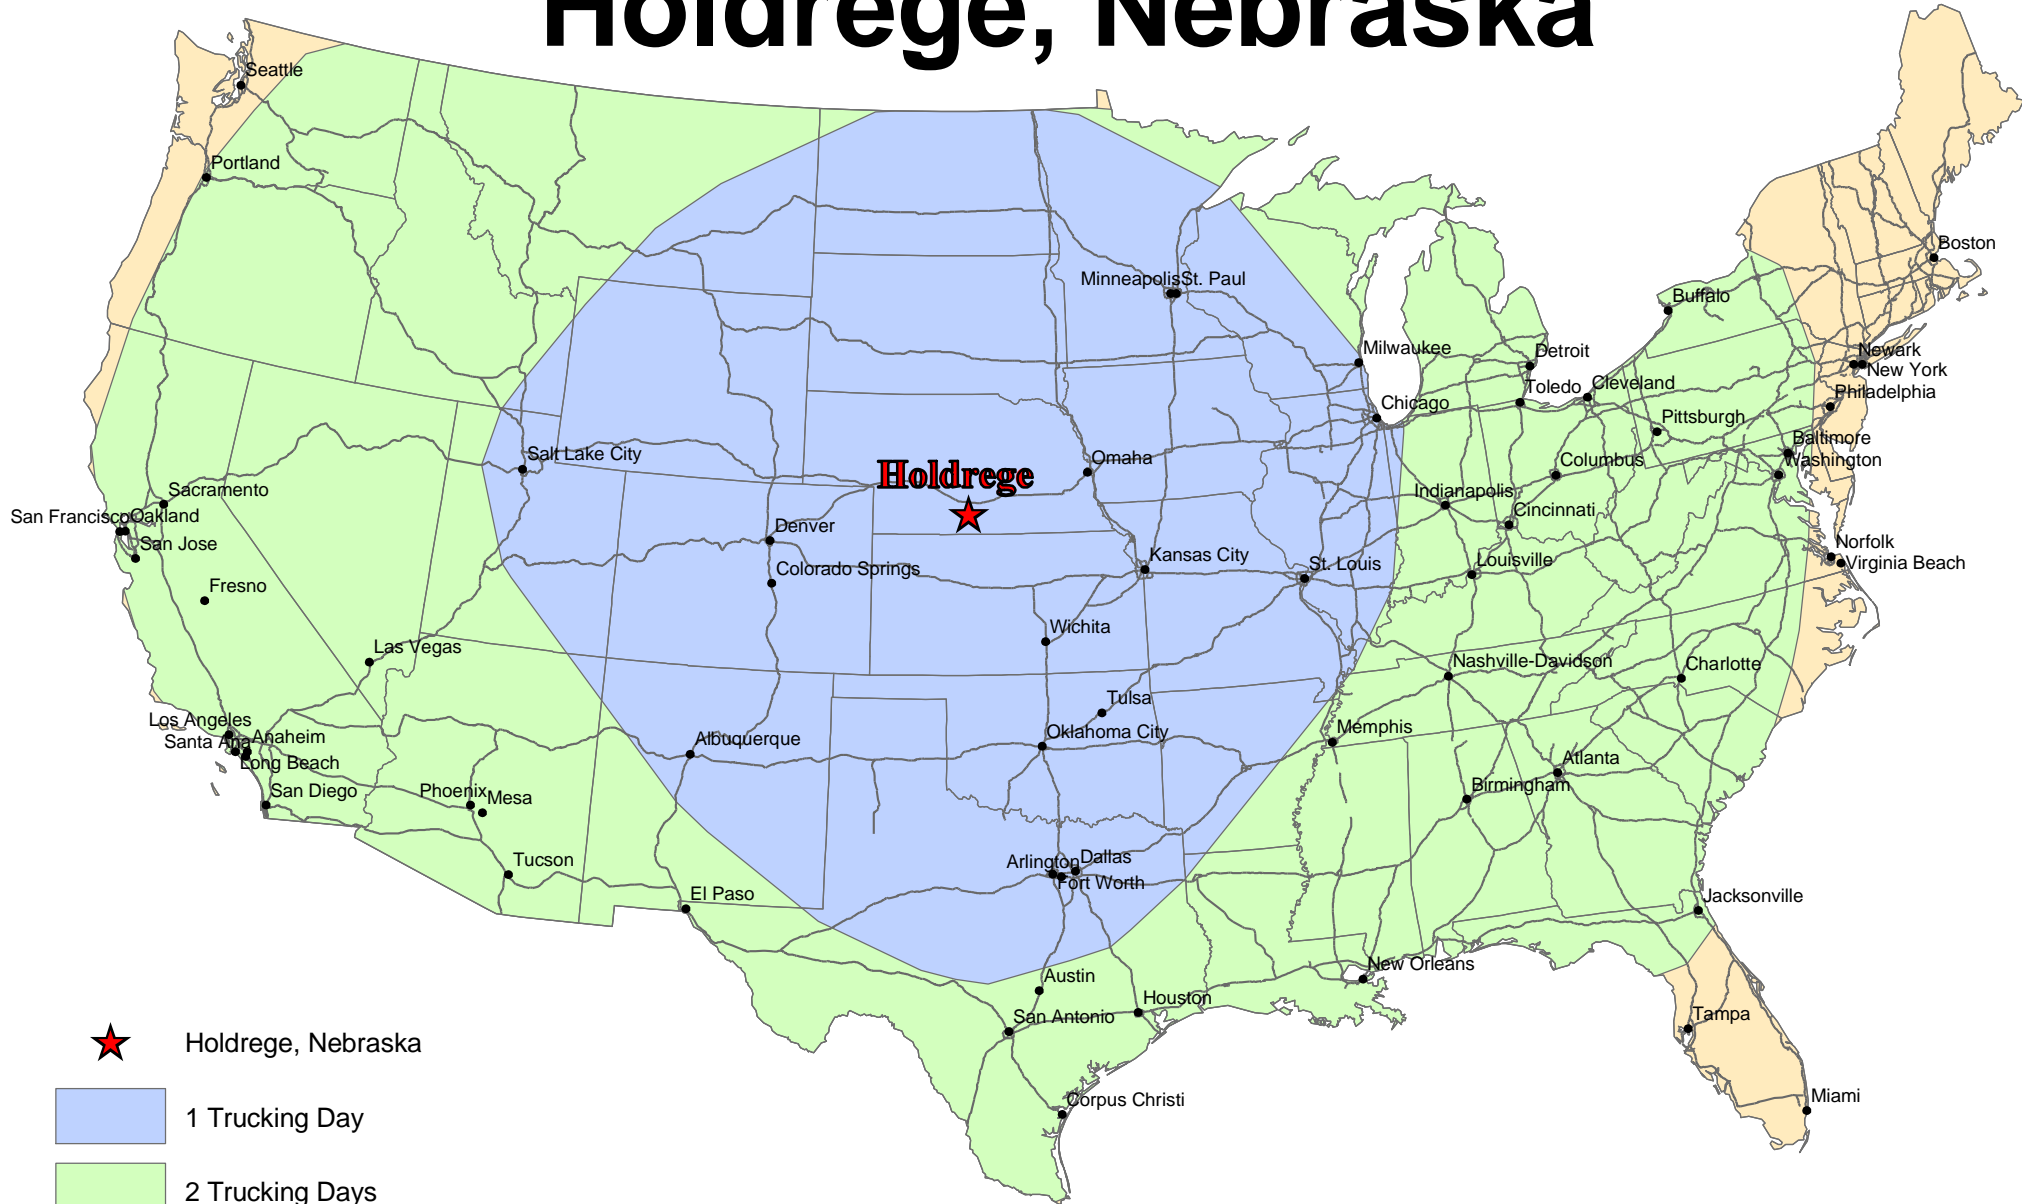 Holdrege, Nebraska
Seattle
Portland
Boston
Minneapolis
St. Paul
Buffalo
Milwaukee
Detroit
Newark
New York
Toledo
Cleveland
Philadelphia
Chicago
Pittsburgh
Baltimore
Salt Lake City
Holdrege
Omaha
Columbus
Washington
Sacramento
Indianapolis
San Francisco
Oakland
Cincinnati
Denver
San Jose
Norfolk
Kansas City
St. Louis
Louisville
Virginia Beach
Colorado Springs
Fresno
Wichita
Las Vegas
Nashville-Davidson
Charlotte
Tulsa
Los Angeles
Memphis
Santa Ana
Anaheim
Albuquerque
Oklahoma City
Long Beach
Atlanta
San Diego
Phoenix
Mesa
Birmingham
Tucson
Arlington
Dallas
Fort Worth
El Paso
Jacksonville
New Orleans
Austin
Houston
San Antonio
Tampa
Holdrege, Nebraska
Corpus Christi
Miami
1 Trucking Day
2 Trucking Days